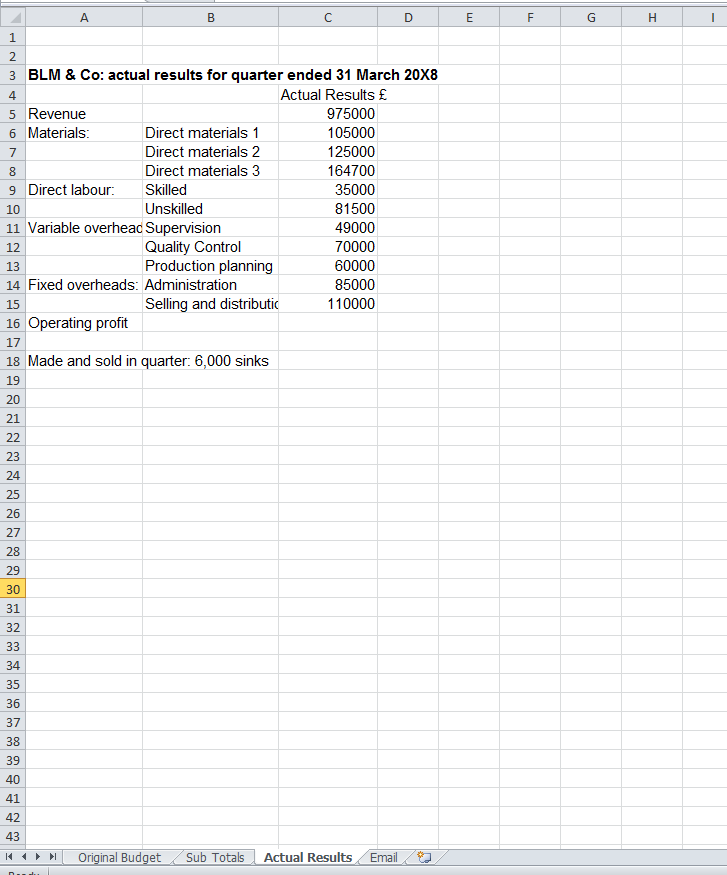 A B C D E F G H I
1
2
3 BLM & Co: actual results for quarter ended 31 March 20X8
4 Actual Results £
5 Revenue 975000
6 Materials: Direct materials 1 105000
7 Direct materials 2 125000
8 Direct materials 3 164700
9 Direct labour: Skilled 35000
10 Unskilled 81500
11 Variable overhead Supervision 49000
12 Quality Control 70000
13 Production planning 60000
14 Fixed overheads: Administration 85000
15 Selling and distributio 110000
16 Operating profit
17
18 Made and sold in quarter: 6,000 sinks
19
20
21
22
23
24
25
26
27
28
29
30
31
32
33
34
35
36
37
38
39
40
41
42
43
Original Budget Sub Totals Actual Results Email